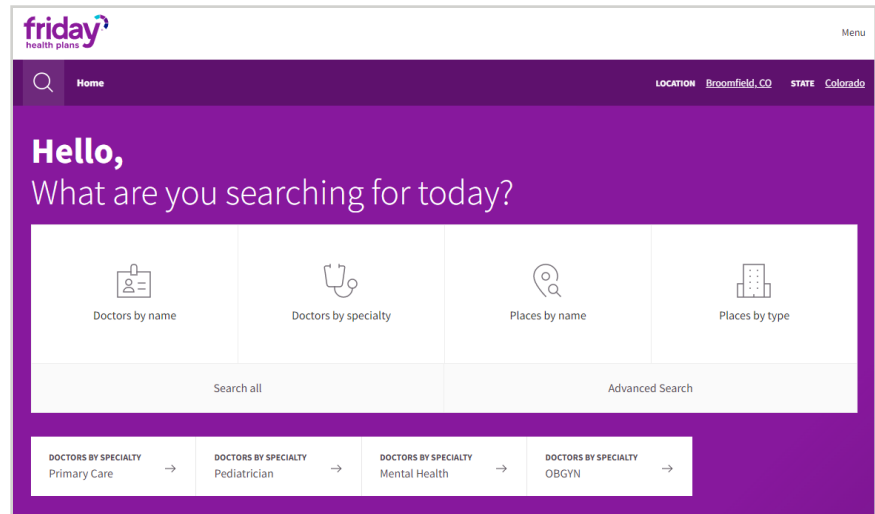 friday
health plans
Menu
Home
LOCATION Broomfield, CO STATE Colorado
Hello,
What are you searching for today?
Doctors by name
Doctors by specialty
Places by name
Places by type
Search all
Advanced Search
DOCTORS BY SPECIALTY
Primary Care
DOCTORS BY SPECIALTY
Pediatrician
DOCTORS BY SPECIALTY
Mental Health
DOCTORS BY SPECIALTY
OBGYN